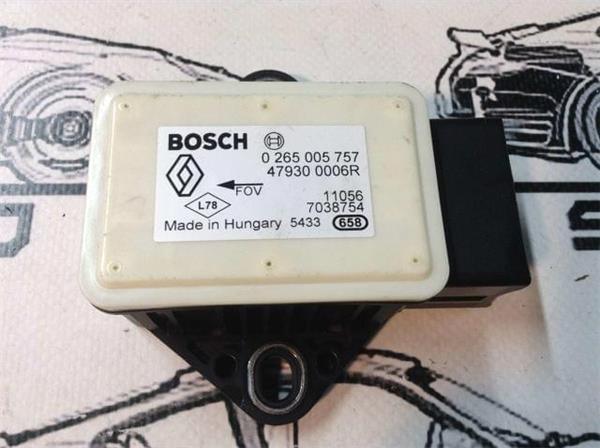 BOSCH 0 265 005 757
47930 0006R
FOV 11056
L78 7038754
Made in Hungary 5433 658